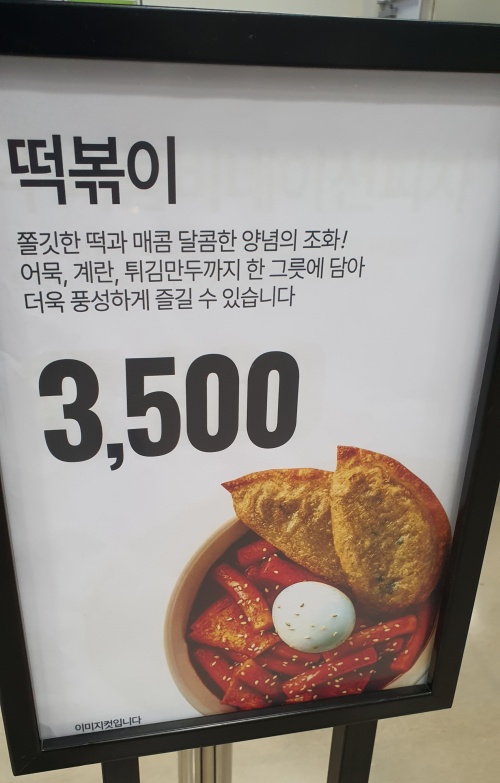 떡볶이
쫄깃한 떡과 매콤 달콤한 양념의 조화!
어묵, 계란, 튀김만두까지 한 그릇에 담아
더욱 풍성하게 즐길 수 있습니다
3,500
이미지컷입니다